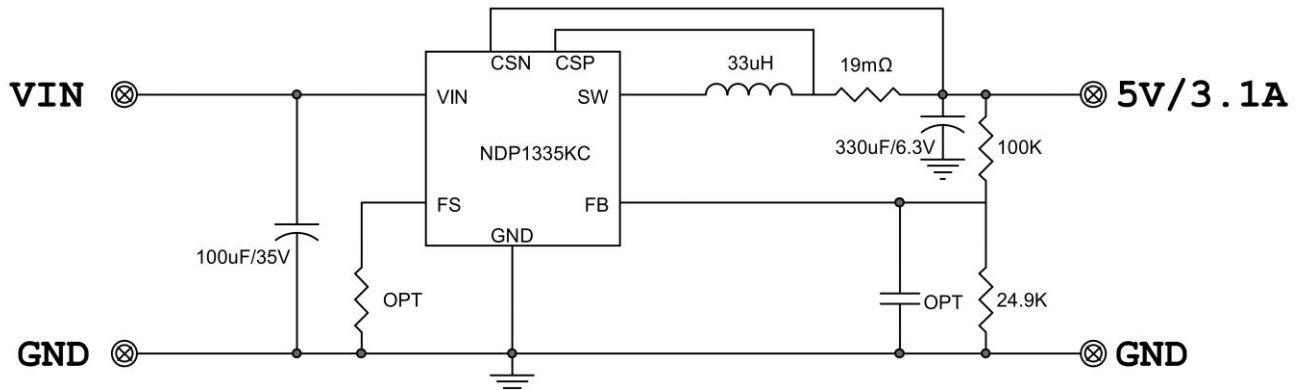 CSN CSP
33uH
19mΩ
VIN
VIN
SW
5V/3.1A
330uF/6.3V
100K
NDP1335KC
FS
FB
GND
100uF/35V
OPT
OPT
24.9K
GND
GND